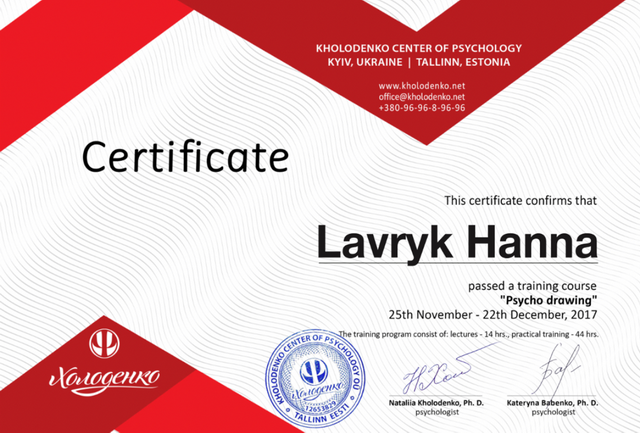 KHOLODENKO CENTER OF PSYCHOLOGY
KYIV, UKRAINE | TALLINN, ESTONIA
www.kholodenko.net
office@kholodenko.net
+380-96-96-8-96-96
Certificate
This certificate confirms that
Lavryk Hanna
passed a training course
"Psycho drawing"
25th November - 22th December, 2017
The training program consist of: lectures - 14 hrs., practical training - 44 hrs.
Холоденко
KHOLODENKO CENTER OF PSYCHOLOGY OÜ
Холоденко
12653829
TALLINN EESTI
Nataliia Kholodenko, Ph. D.
psychologist
Kateryna Babenko, Ph. D.
psychologist